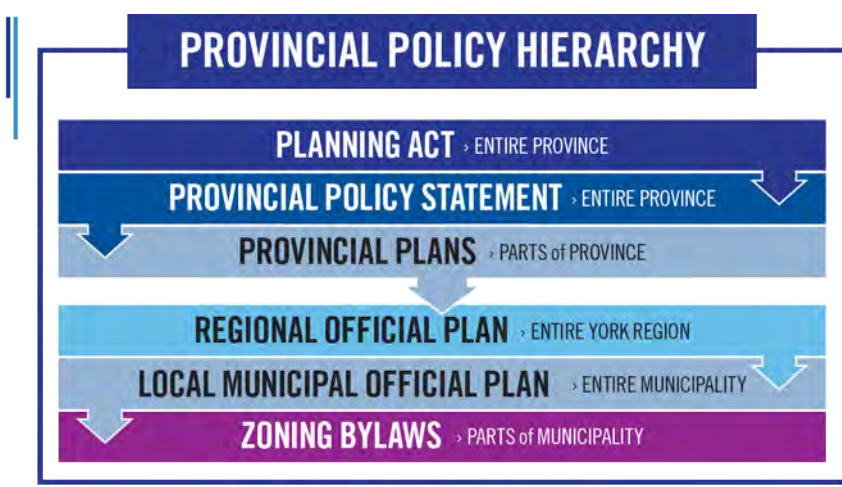 PROVINCIAL POLICY HIERARCHY
PLANNING ACT › ENTIRE PROVINCE
PROVINCIAL POLICY STATEMENT › ENTIRE PROVINCE
PROVINCIAL PLANS › PARTS of PROVINCE
REGIONAL OFFICIAL PLAN › ENTIRE YORK REGION
LOCAL MUNICIPAL OFFICIAL PLAN › ENTIRE MUNICIPALITY
ZONING BYLAWS › PARTS of MUNICIPALITY